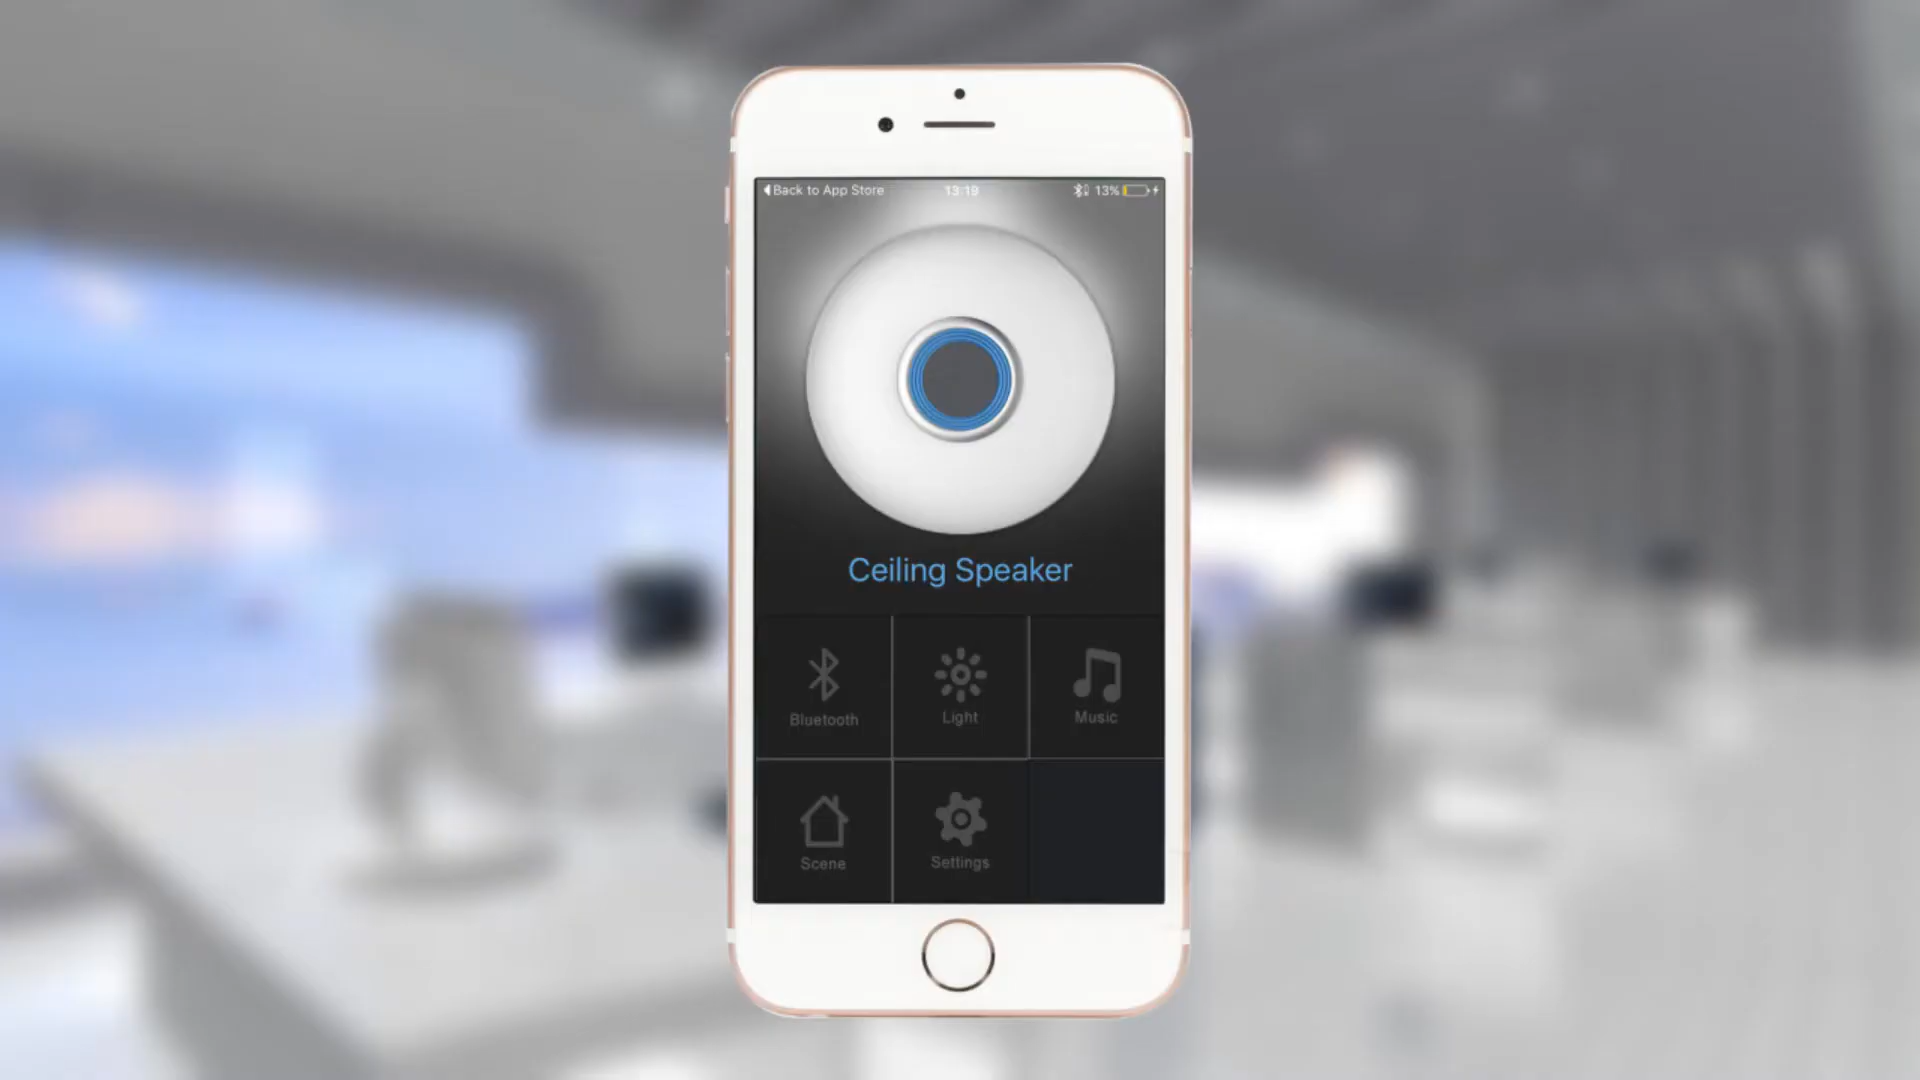 Back to App Store 13:19 13%
Ceiling Speaker
Bluetooth Light Music
Scene Settings